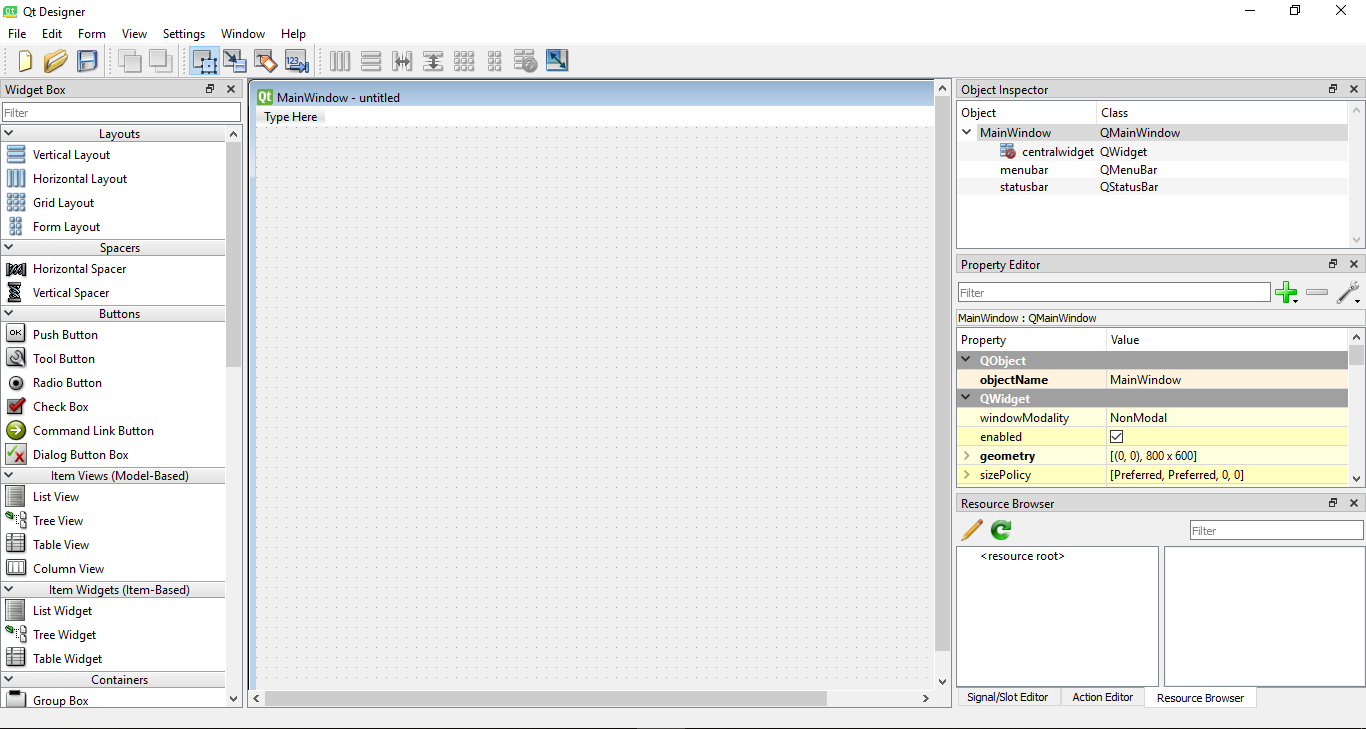 Qt Designer
File Edit Form View Settings Window Help
123
Widget Box
Filter
Layouts
Vertical Layout
Horizontal Layout
Grid Layout
Form Layout
Spacers
Horizontal Spacer
Vertical Spacer
Buttons
OK Push Button
Tool Button
Radio Button
Check Box
Command Link Button
Dialog Button Box
Item Views (Model-Based)
List View
Tree View
Table View
Column View
Item Widgets (Item-Based)
List Widget
Tree Widget
Table Widget
Containers
Group Box
Qt MainWindow - untitled
Type Here
Object Inspector
Object Class
MainWindow QMainWindow
centralwidget QWidget
menubar QMenuBar
statusbar QStatusBar
Property Editor
Filter
MainWindow : QMainWindow
Property Value
QObject
objectName MainWindow
QWidget
windowModality NonModal
enabled
geometry [(0, 0), 800 x 600]
sizePolicy [Preferred, Preferred, 0, 0]
Resource Browser
Filter
<resource root>
Signal/Slot Editor Action Editor Resource Browser